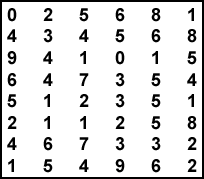 0 2 5 6 8 1
4 3 4 5 6 8
9 4 1 0 1 5
6 4 7 3 5 4
5 1 2 3 5 1
2 1 1 2 5 8
4 6 7 3 3 2
1 5 4 9 6 2